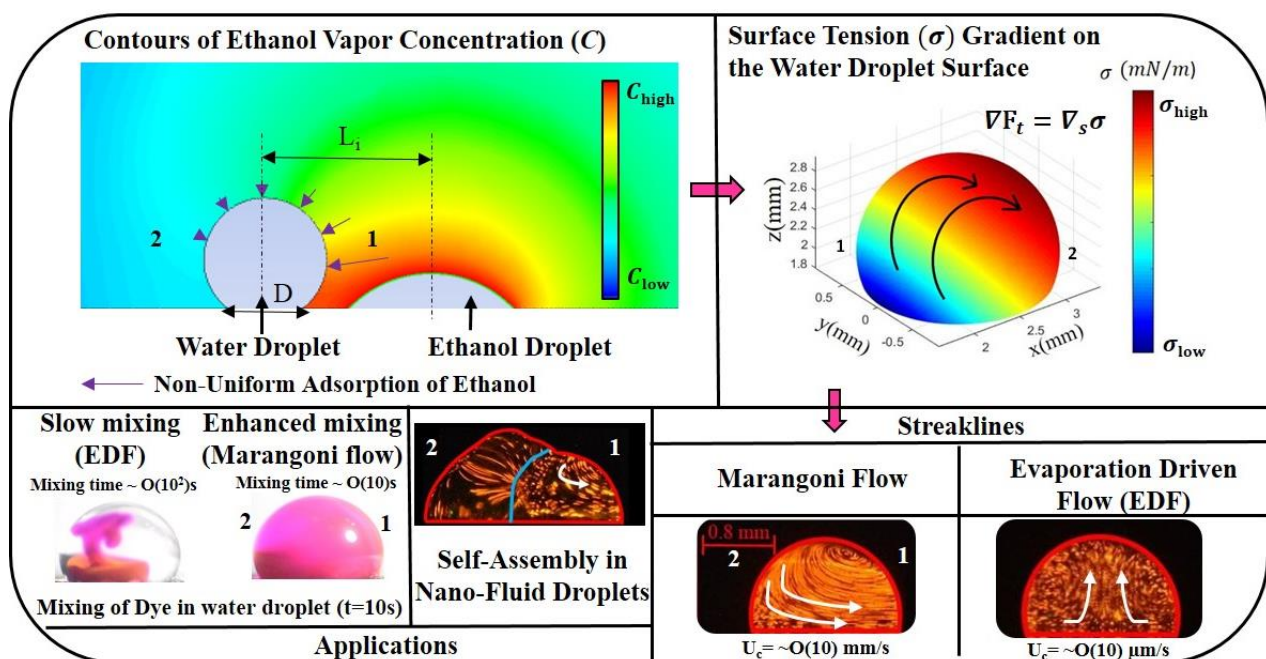 Contours of Ethanol Vapor Concentration (C)
C_high
L_i
2
1
C_low
D
Water Droplet
Ethanol Droplet
Non-Uniform Adsorption of Ethanol
Surface Tension (σ) Gradient on
the Water Droplet Surface
σ (mN/m)
∇F_t = ∇_sσ
σ_high
2.8
2.6
2.4
2.2
2
1.8
z(mm)
1
2
0.5
0
-0.5
y(mm)
3
2.5
2
x(mm)
σ_low
Slow mixing
(EDF)
Mixing time ~ O(10²)s
Enhanced mixing
(Marangoni flow)
Mixing time ~ O(10)s
2
1
Mixing of Dye in water droplet (t=10s)
2
1
Self-Assembly in
Nano-Fluid Droplets
Applications
Streaklines
Marangoni Flow
0.8 mm
2
1
U_c= ~O(10) mm/s
Evaporation Driven
Flow (EDF)
U_c= ~O(10) μm/s